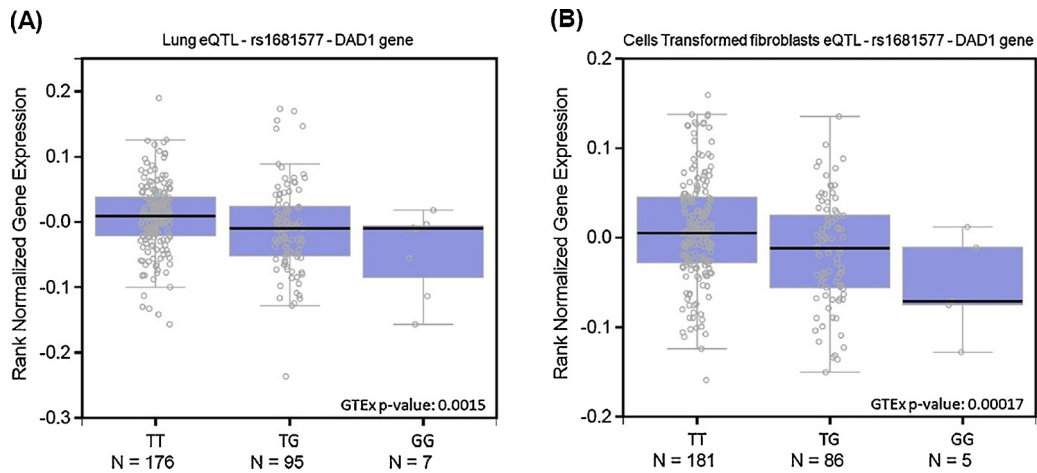 (A)
Lung eQTL - rs1681577 - DAD1 gene
Rank Normalized Gene Expression
0.2
0.1
-0.0
-0.1
-0.2
-0.3
GTEx p-value: 0.0015
TT
TG
GG
N = 176
N = 95
N = 7
(B)
Cells Transformed fibroblasts eQTL - rs1681577 - DAD1 gene
Rank Normalized Gene Expression
0.2
0.1
0.0
-0.1
-0.2
GTEx p-value: 0.00017
TT
TG
GG
N = 181
N = 86
N = 5